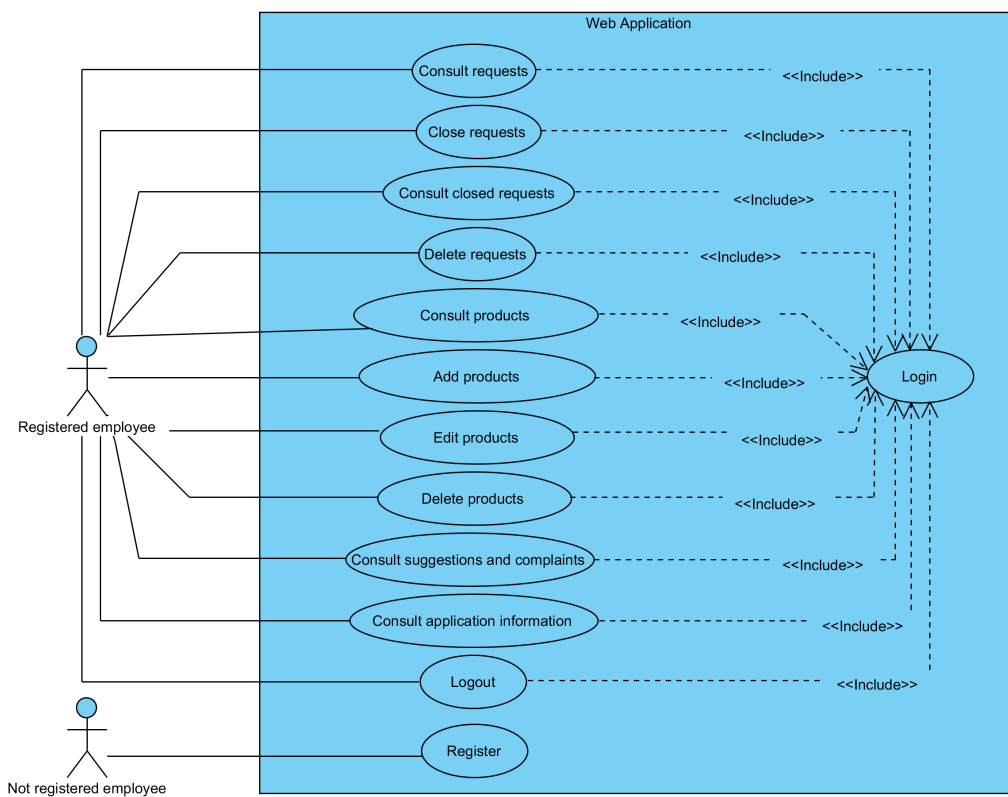 Web Application
Consult requests
<<Include>>
Close requests
<<Include>>
Consult closed requests
<<Include>>
Delete requests
<<Include>>
Consult products
<<Include>>
Add products
<<Include>>
Login
Registered employee
Edit products
<<Include>>
Delete products
<<Include>>
Consult suggestions and complaints
<<Include>>
Consult application information
<<Include>>
Logout
<<Include>>
Register
Not registered employee